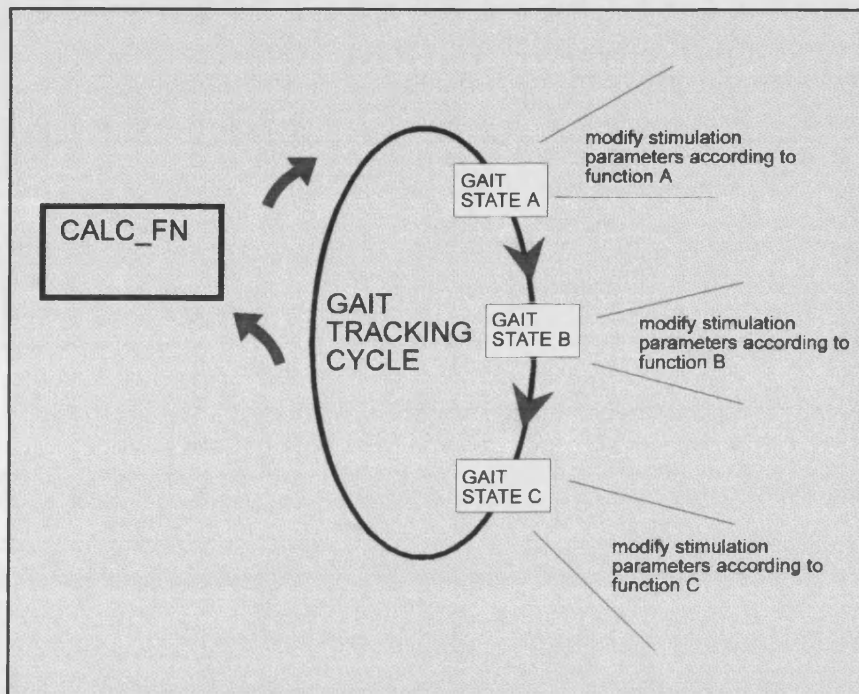 modify stimulation
parameters according to
function A
GAIT
STATE A
CALC_FN
GAIT
TRACKING
CYCLE
GAIT
STATE B
modify stimulation
parameters according to
function B
GAIT
STATE C
modify stimulation
parameters according to
function C